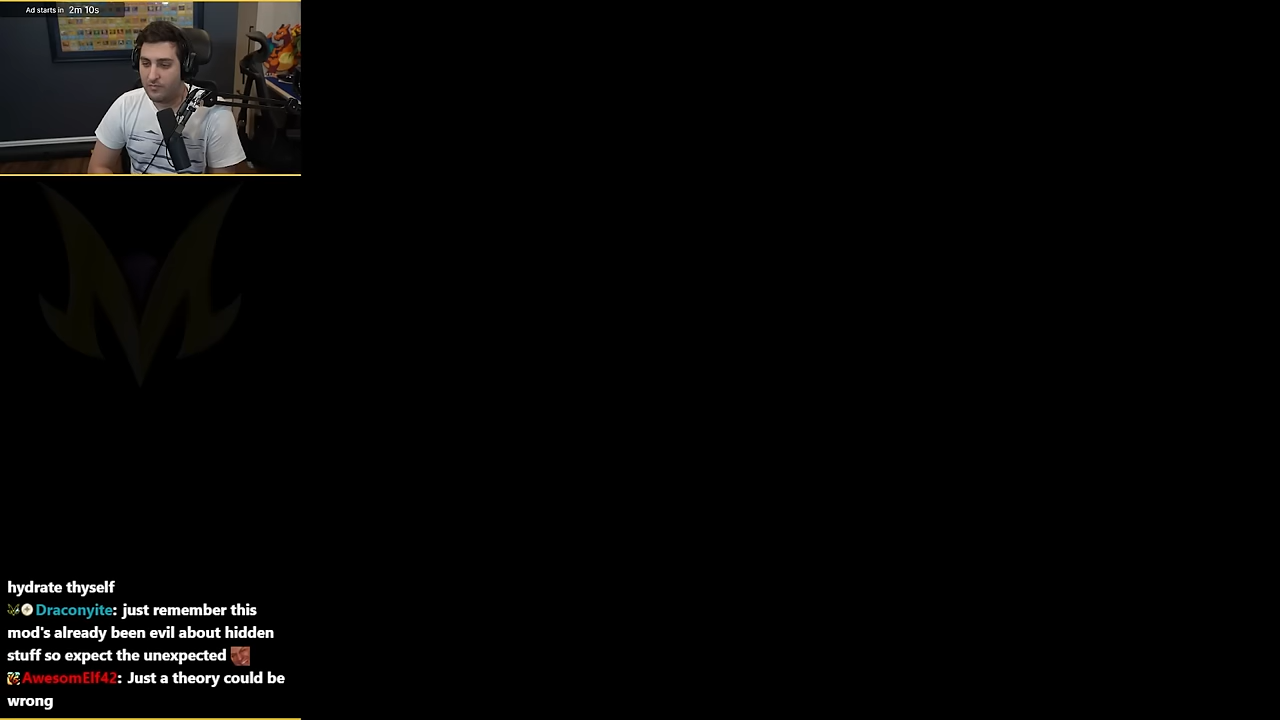 Ad starts in 2m 10s
hydrate thyself
Draconyite: just remember this
mod's already been evil about hidden
stuff so expect the unexpected
AwesomElf42: Just a theory could be
wrong